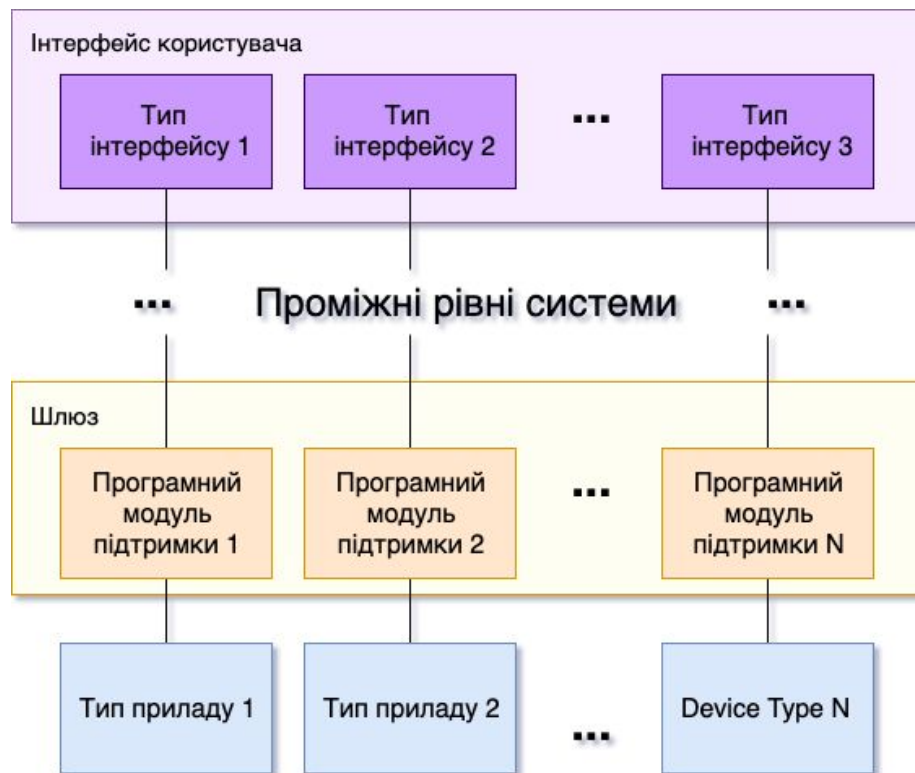 Інтерфейс користувача
Тип
інтерфейсу 1
Тип
інтерфейсу 2
...
Тип
інтерфейсу 3
...
Проміжні рівні системи
...
Шлюз
Програмний
модуль
підтримки 1
Програмний
модуль
підтримки 2
...
Програмний
модуль
підтримки N
Тип приладу 1
Тип приладу 2
...
Device Type N